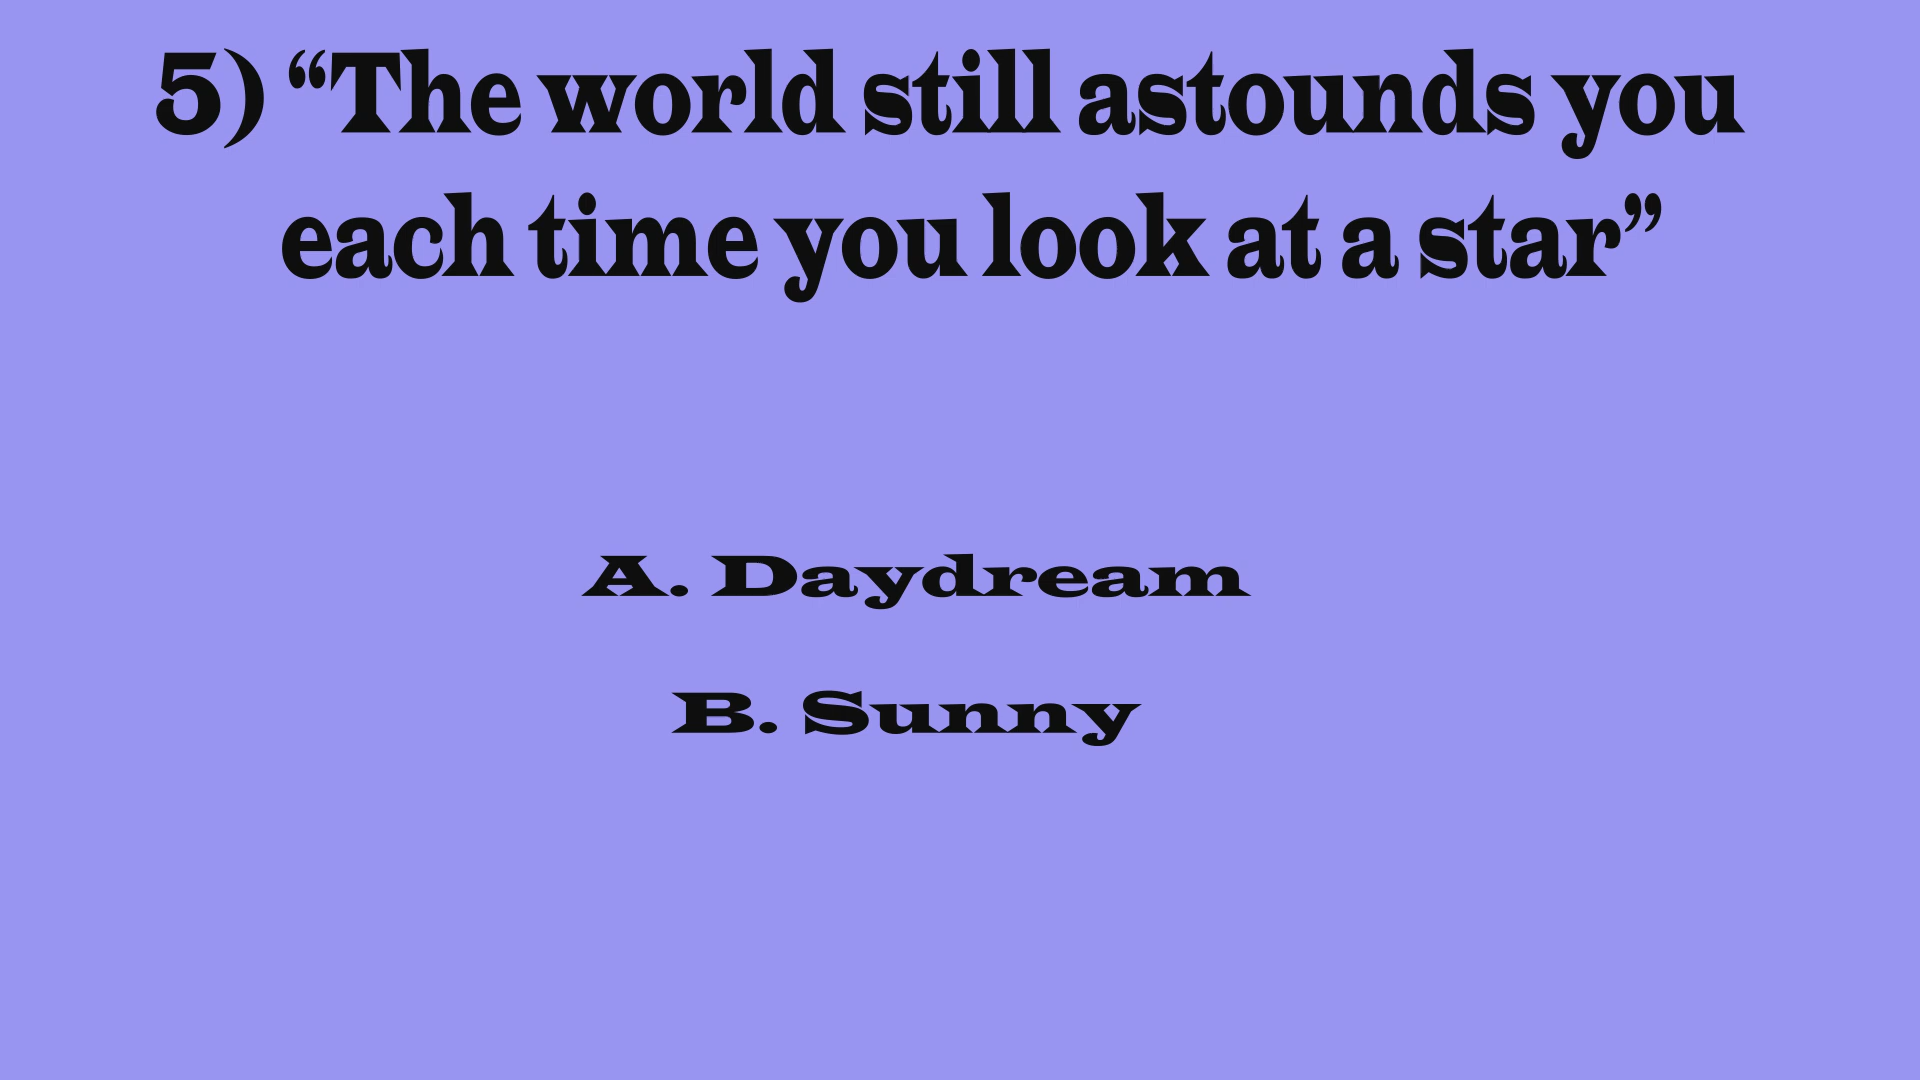 5) “The world still astounds you
each time you look at a star”
A. Daydream
B. Sunny